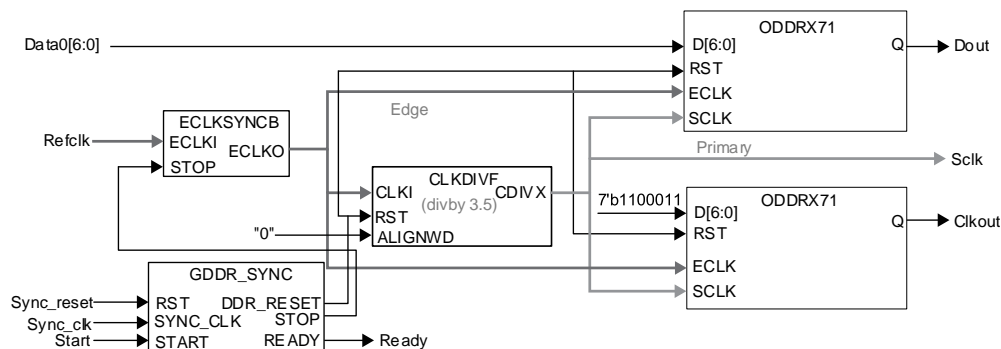 ODDRX71
Data0[6:0]
D[6:0]
Q
Dout
RST
ECLK
SCLK
Edge
ECLKSYNCB
Refclk
ECLKI
ECLKO
STOP
Primary
Sclk
CLKDIVF
CLKI
CDIVX
(divby 3.5)
RST
"0"
ALIGNWD
7'b1100011
ODDRX71
D[6:0]
Q
Clkout
RST
ECLK
SCLK
GDDR_SYNC
Sync_reset
RST
DDR_RESET
Sync_clk
SYNC_CLK
STOP
Start
START
READY
Ready